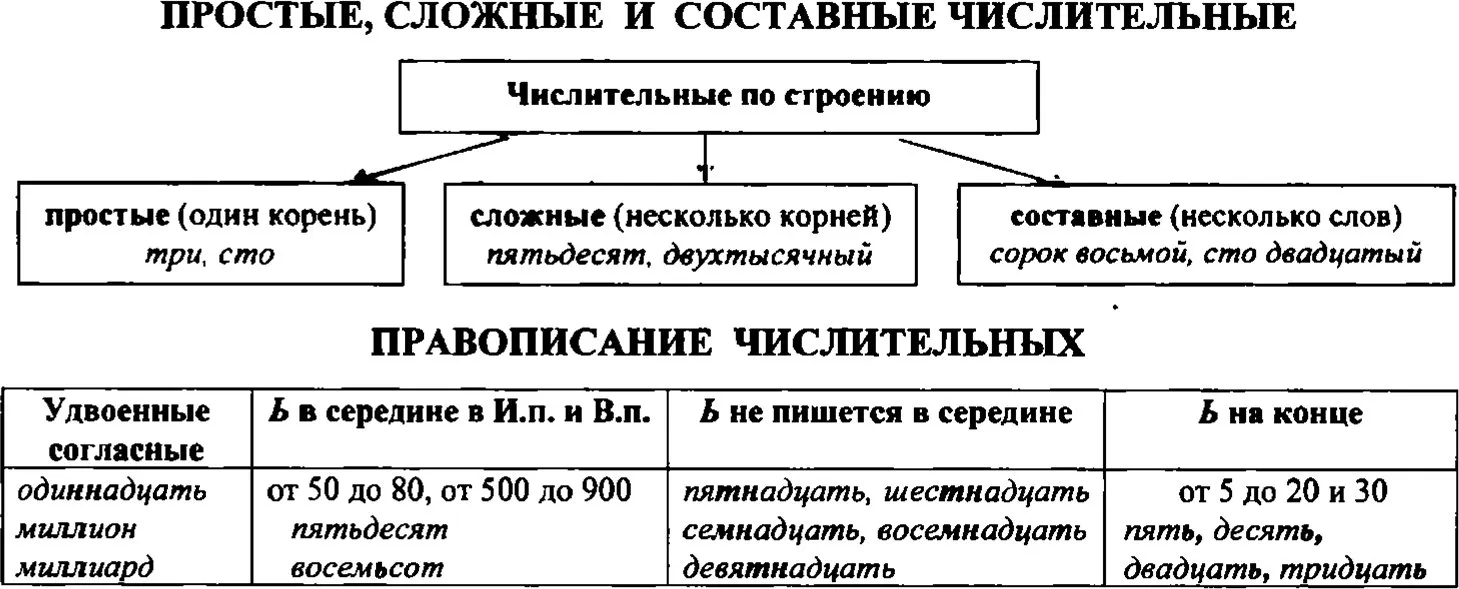 ПРОСТЫЕ, СЛОЖНЫЕ И СОСТАВНЫЕ ЧИСЛИТЕЛЬНЫЕ
Числительные по строению
простые (один корень)
три, сто
сложные (несколько корней)
пятьдесят, двухтысячный
составные (несколько слов)
сорок восьмой, сто двадцатый
ПРАВОПИСАНИЕ ЧИСЛИТЕЛЬНЫХ
Удвоенные
согласные
Ь в середине в И.п. и В.п.
Ь не пишется в середине
Ь на конце
одиннадцать
миллион
миллиард
от 50 до 80, от 500 до 900
пятьдесят
восемьсот
пятнадцать, шестнадцать
семнадцать, восемнадцать
девятнадцать
от 5 до 20 и 30
пять, десять,
двадцать, тридцать